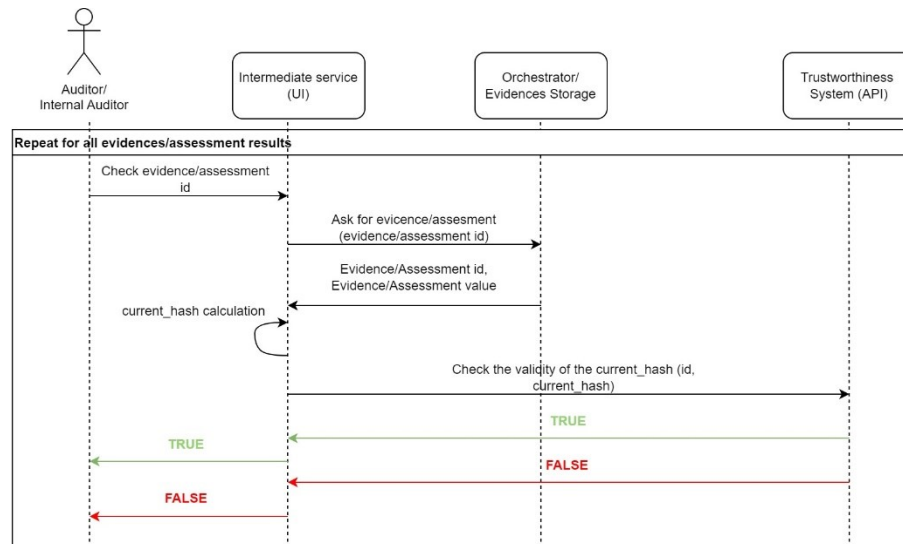 Auditor/
Internal Auditor
Intermediate service
(UI)
Orchestrator/
Evidences Storage
Trustworthiness
System (API)
Repeat for all evidences/assessment results
Check evidence/assessment
id
Ask for evicence/assesment
(evidence/assessment id)
Evidence/Assessment id,
Evidence/Assessment value
current_hash calculation
Check the validity of the current_hash (id,
current_hash)
TRUE
TRUE
FALSE
FALSE